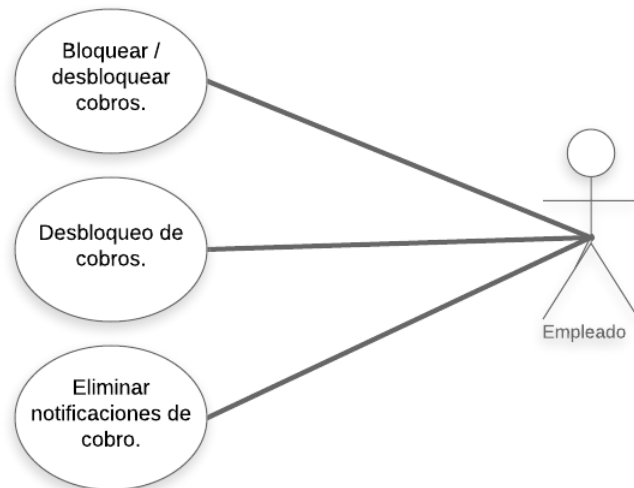 Bloquear /
desbloquear
cobros.
Desbloqueo de
cobros.
Empleado
Eliminar
notificaciones de
cobro.